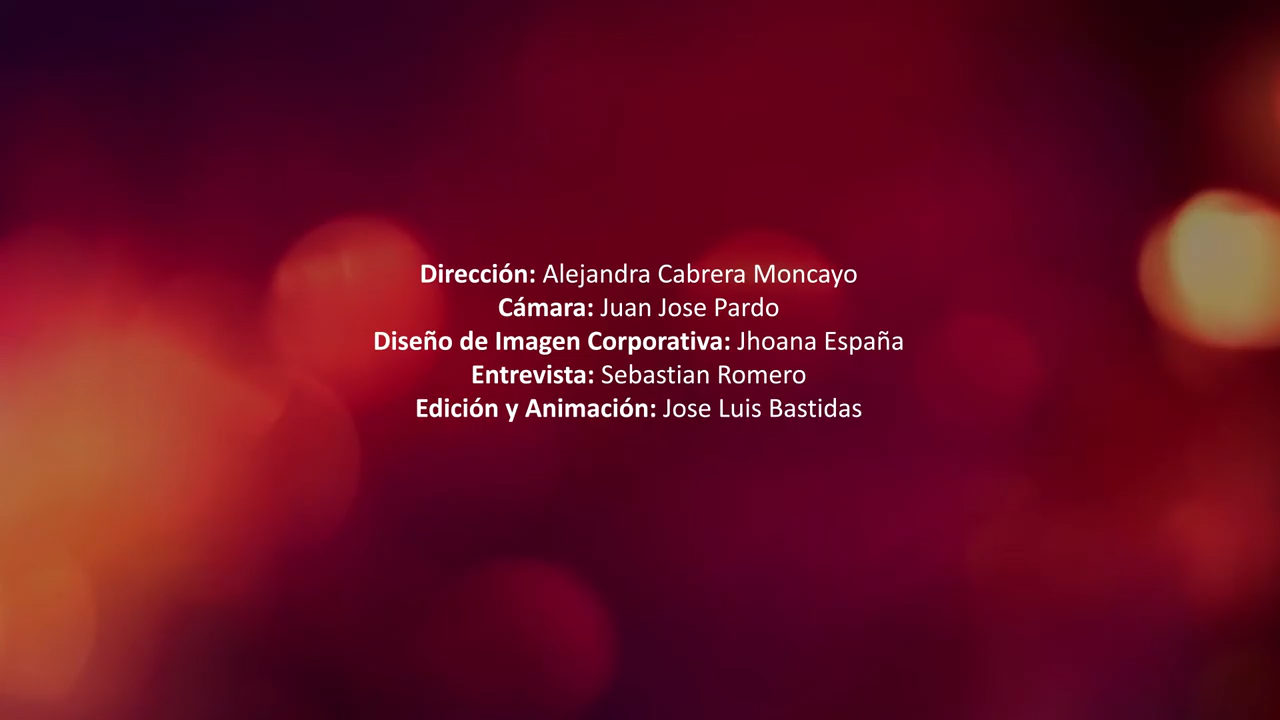 Dirección: Alejandra Cabrera Moncayo
Cámara: Juan Jose Pardo
Diseño de Imagen Corporativa: Jhoana España
Entrevista: Sebastian Romero
Edición y Animación: Jose Luis Bastidas